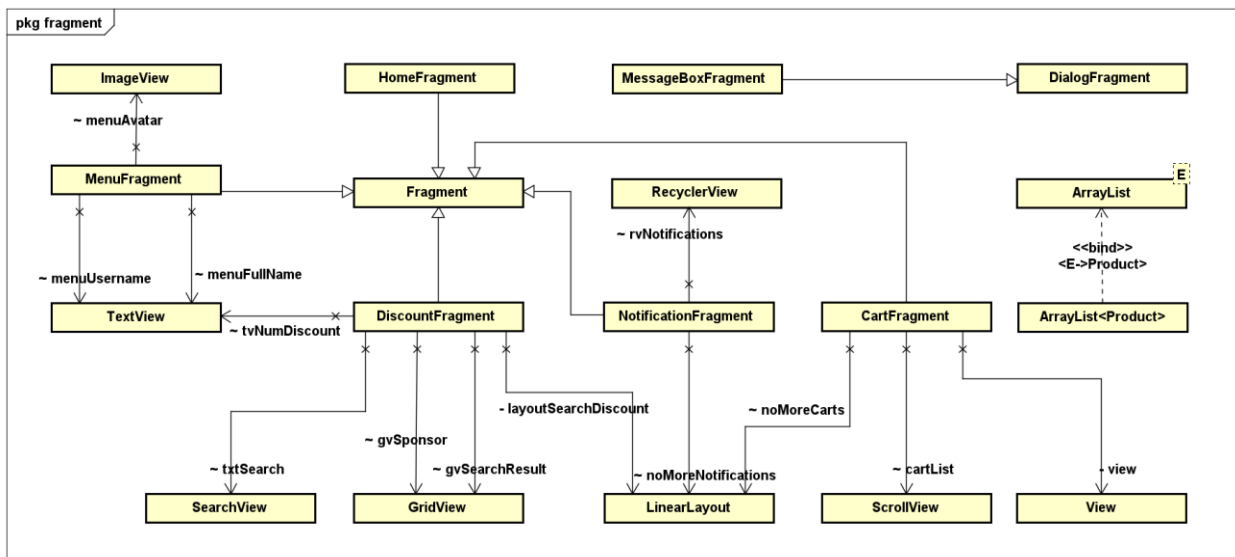 pkg fragment
ImageView
HomeFragment
MessageBoxFragment
DialogFragment
~ menuAvatar
MenuFragment
Fragment
RecyclerView
E
ArrayList
~ rvNotifications
<<bind>>
<E->Product>
~ menuUsername
~ menuFullName
TextView
~ tvNumDiscount
DiscountFragment
NotificationFragment
CartFragment
ArrayList<Product>
- layoutSearchDiscount
~ noMoreCarts
~ gvSponsor
~ txtSearch
~ gvSearchResult
~ noMoreNotifications
~ cartList
- view
SearchView
GridView
LinearLayout
ScrollView
View